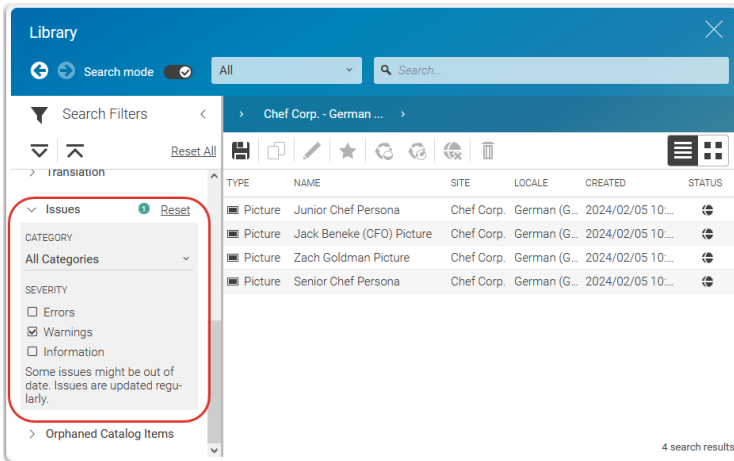 Library
Search mode
All
Search...
Search Filters
Chef Corp. - German ...
Reset All
TYPE NAME SITE LOCALE CREATED STATUS
Translation
Issues 1 Reset
CATEGORY
All Categories
SEVERITY
Errors
Warnings
Information
Some issues might be out of
date. Issues are updated regu-
larly.
Orphaned Catalog Items
Picture Junior Chef Persona Chef Corp. German (G... 2024/02/05 10:...
Picture Jack Beneke (CFO) Picture Chef Corp. German (G... 2024/02/05 10:...
Picture Zach Goldman Picture Chef Corp. German (G... 2024/02/05 10:...
Picture Senior Chef Persona Chef Corp. German (G... 2024/02/05 10:...
4 search results